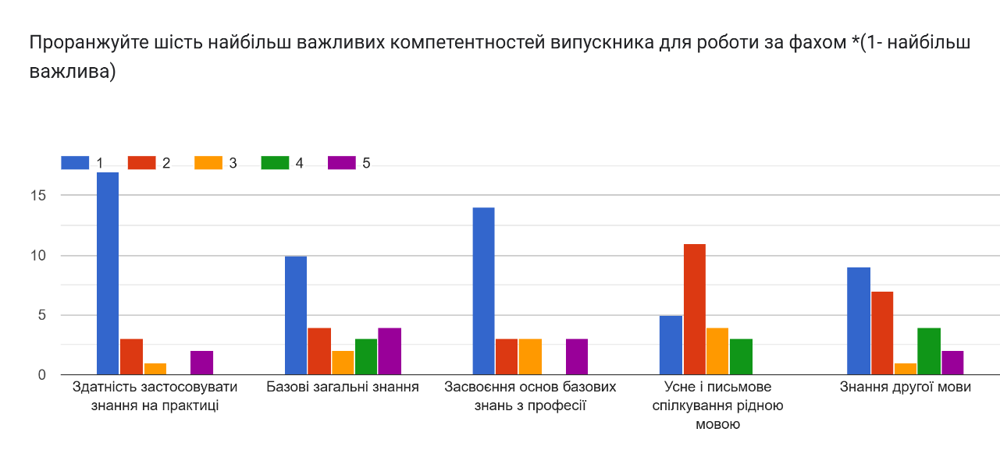 Проранжуйте шість найбільш важливих компетентностей випускника для роботи за фахом *(1- найбільш
важлива)
1 2 3 4 5
15
10
5
0
Здатність застосовувати
знання на практиці
Базові загальні знання
Засвоєння основ базових
знань з професії
Усне і письмове
спілкування рідною
мовою
Знання другої мови